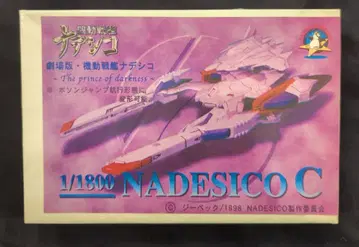 機動戦艦
ナデシコ
劇場版・機動戦艦ナデシコ
- The prince of darkness -
※ ボソンジャンプ航行形態に
変形可能
1/1800 NADESICO C
© ジーベック/1998 NADESICO製作委員会